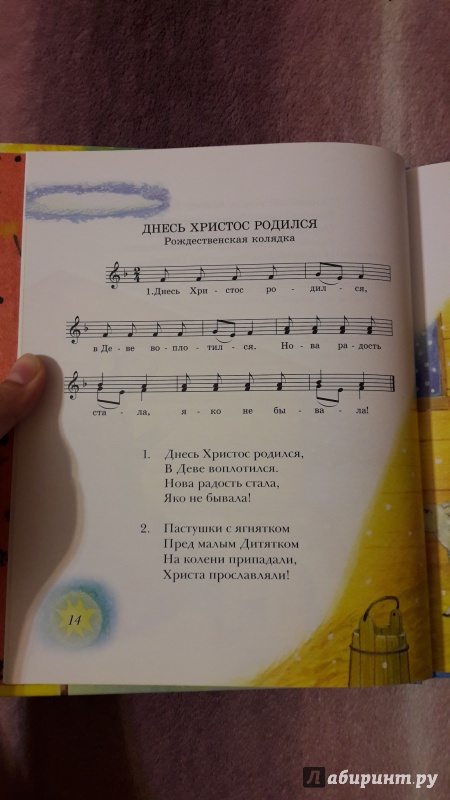 ДНЕСЬ ХРИСТОС РОДИЛСЯ
Рождественская колядка
2
4
1.Днесь Хри - стос ро - дил - ся,
в Де - ве во - пло - тил - ся. Но - ва ра - дость
ста - ла, я - ко не бы - ва - ла!
1. Днесь Христос родился,
В Деве воплотился.
Нова радость стала,
Яко не бывала!
2. Пастушки с ягнятком
Пред малым Дитятком
На колени припадали,
Христа прославляли!
14
Лабиринт.ру